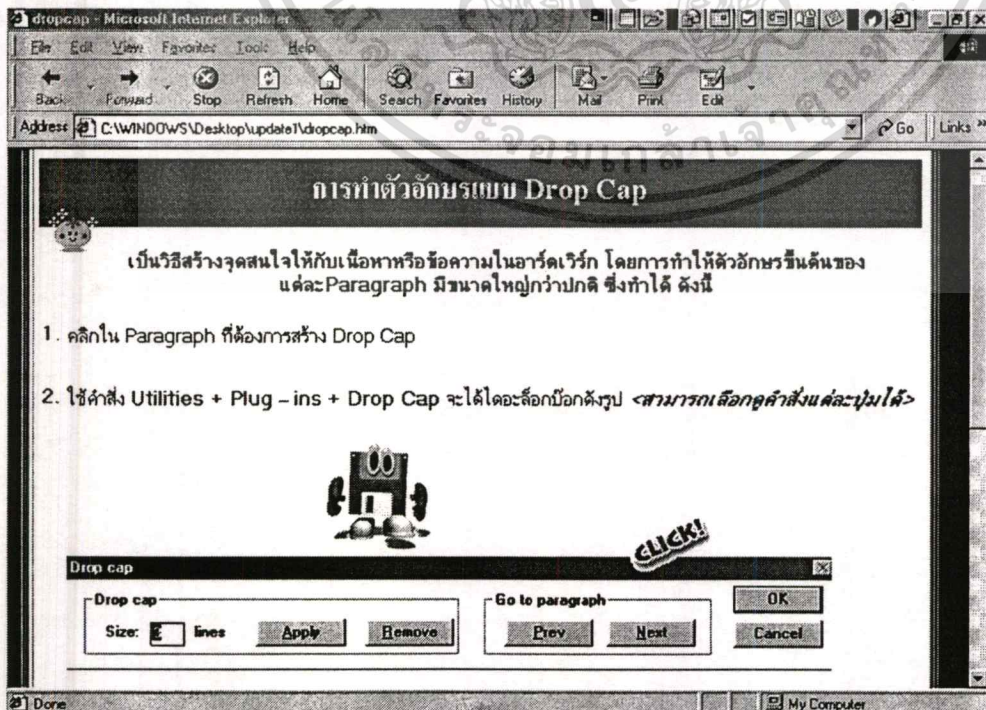 dropcap - Microsoft Internet Explorer
File Edit View Favorites Tools Help
Back Forward Stop Refresh Home Search Favorites History Mail Print Edit
Address C:\WINDOWS\Desktop\update1\dropcap.htm Go Links »
การทำตัวอักษรแบบ Drop Cap
เป็นวิธีสร้างจุดสนใจให้กับเนื้อหาหรือข้อความในอาร์ตเวิร์ก โดยการทำให้ตัวอักษรขึ้นต้นของ
แต่ละParagraph มีขนาดใหญ่กว่าปกติ ซึ่งทำได้ ดังนี้
1. คลิกใน Paragraph ที่ต้องการสร้าง Drop Cap
2. ใช้คำสั่ง Utilities + Plug – ins + Drop Cap จะได้ไดอะล็อกบ๊อกดังรูป <สามารถเลือกดูคำสั่งแต่ละปุ่มได้>
CLICK!
Drop cap
Drop cap Go to paragraph OK
Size: lines Apply Remove Prev Next Cancel
Done My Computer